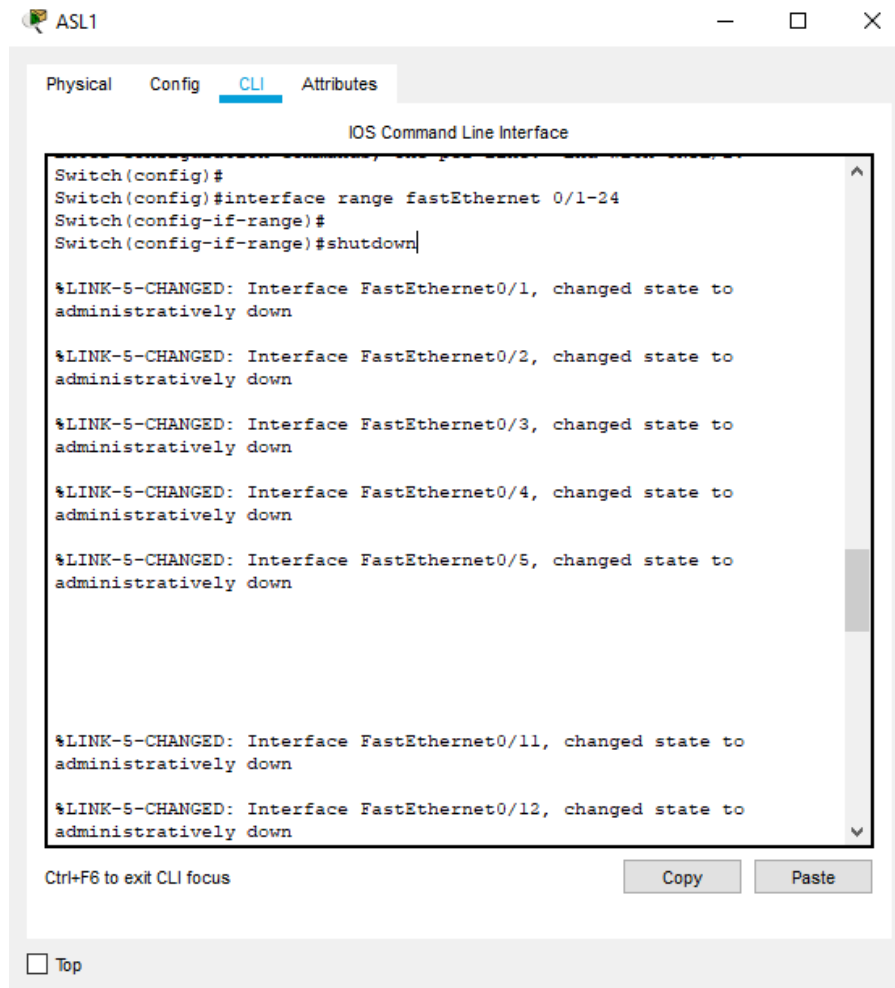 ASL1
Physical Config CLI Attributes
IOS Command Line Interface
Switch(config)#
Switch(config)#interface range fastEthernet 0/1-24
Switch(config-if-range)#
Switch(config-if-range)#shutdown
%LINK-5-CHANGED: Interface FastEthernet0/1, changed state to
administratively down
%LINK-5-CHANGED: Interface FastEthernet0/2, changed state to
administratively down
%LINK-5-CHANGED: Interface FastEthernet0/3, changed state to
administratively down
%LINK-5-CHANGED: Interface FastEthernet0/4, changed state to
administratively down
%LINK-5-CHANGED: Interface FastEthernet0/5, changed state to
administratively down
%LINK-5-CHANGED: Interface FastEthernet0/11, changed state to
administratively down
%LINK-5-CHANGED: Interface FastEthernet0/12, changed state to
administratively down
Ctrl+F6 to exit CLI focus
Copy Paste
Top